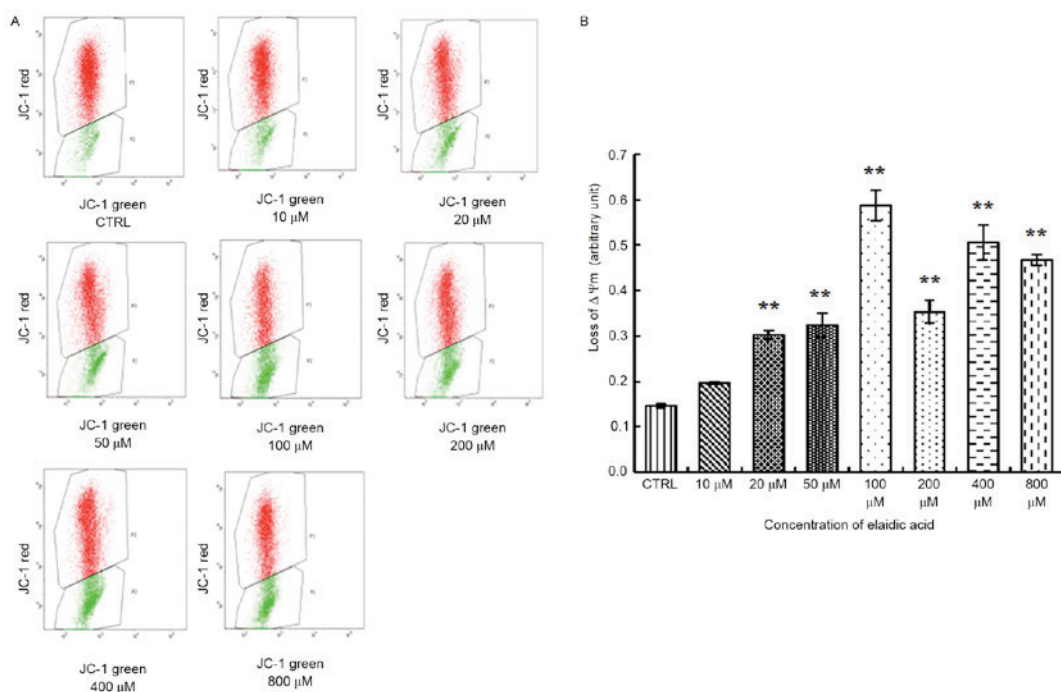 A
JC-1 red
JC-1 green
CTRL
JC-1 red
JC-1 green
10 μM
JC-1 red
JC-1 green
20 μM
JC-1 red
JC-1 green
50 μM
JC-1 red
JC-1 green
100 μM
JC-1 red
JC-1 green
200 μM
JC-1 red
JC-1 green
400 μM
JC-1 red
JC-1 green
800 μM
B
Loss of ΔΨm (arbitrary unit)
0.7
0.6
0.5
0.4
0.3
0.2
0.1
0.0
**
**
**
**
**
**
CTRL
10 μM
20 μM
50 μM
100
μM
200
μM
400
μM
800
μM
Concentration of elaidic acid